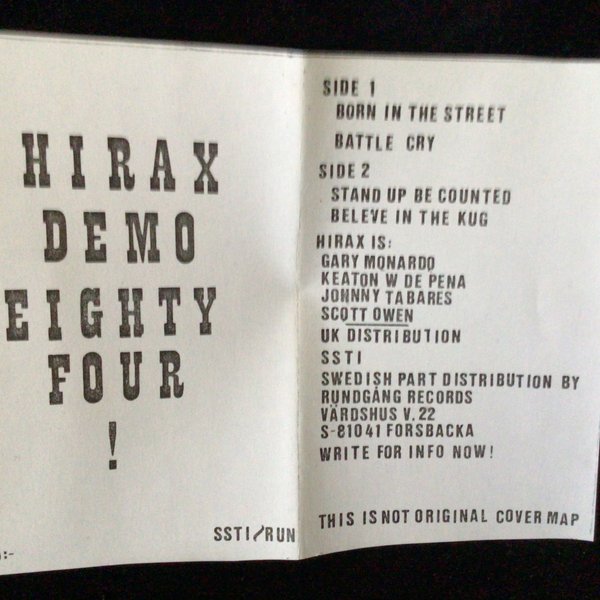 HIRAX
DEMO
EIGHTY
FOUR
!
SSTI/RUN
SIDE 1
BORN IN THE STREET
BATTLE CRY
SIDE 2
STAND UP BE COUNTED
BELEVE IN THE KUG
HIRAX IS:
GARY MONARDO
KEATON W DE PENA
JOHNNY TABARES
SCOTT OWEN
UK DISTRIBUTION
SSTI
SWEDISH PART DISTRIBUTION BY
RUNDGÅNG RECORDS
VÄRDSHUS V. 22
S-81041 FORSBACKA
WRITE FOR INFO NOW!
THIS IS NOT ORIGINAL COVER MAP